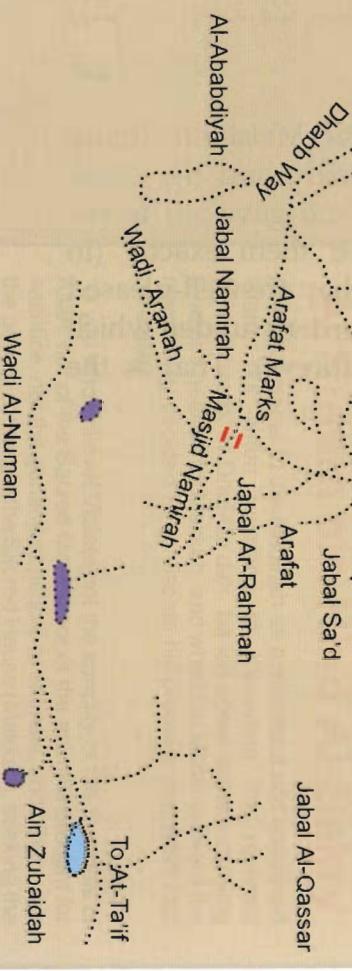 Dhabb Way
Al-Ababdiyah
Jabal Namirah
Arafat Marks
Wadi Aranah
Masjid Namirah
Jabal Ar-Rahmah
Arafat
Jabal Sa'd
Wadi Al-Numan
Jabal Al-Qassar
To At-Ta'if
Ain Zubaidah